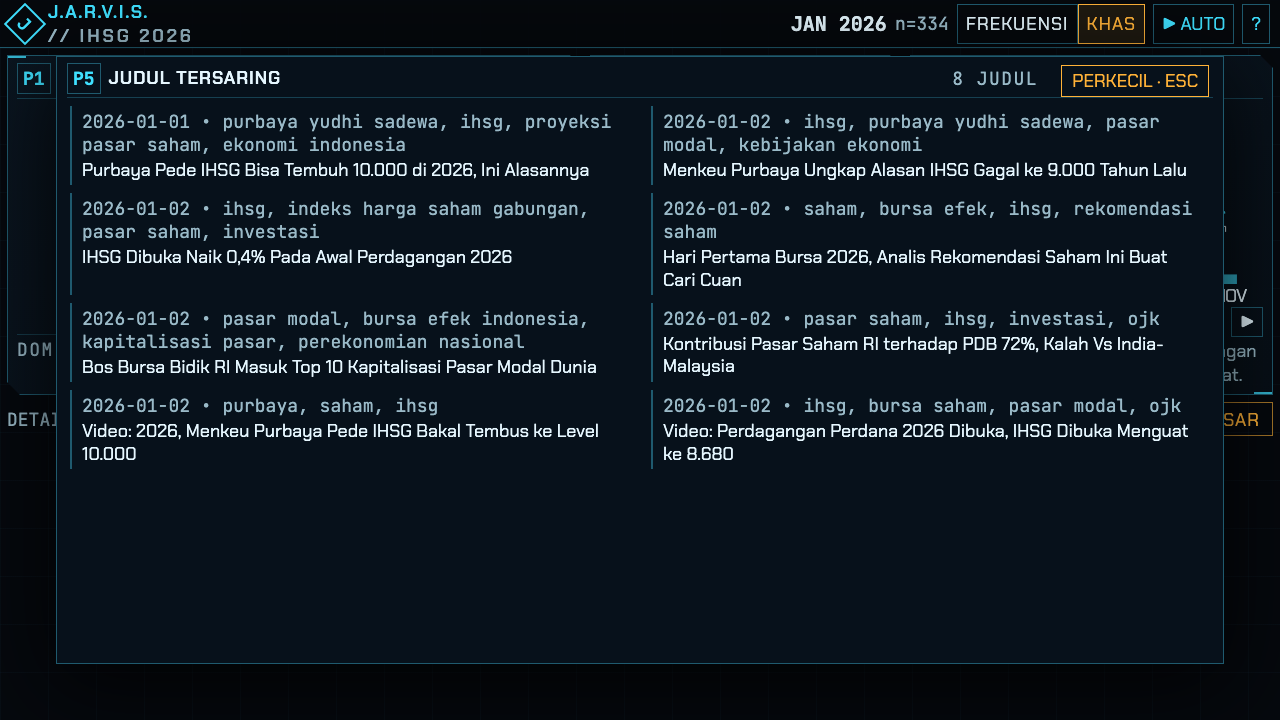 J.A.R.V.I.S.
// IHSG 2026
JAN 2026 n=334
FREKUENSI
KHAS
▶ AUTO
?
P1
P5 JUDUL TERSARING
8 JUDUL
PERKECIL · ESC
2026-01-01 • purbaya yudhi sadewa, ihsg, proyeksi
pasar saham, ekonomi indonesia
Purbaya Pede IHSG Bisa Tembuh 10.000 di 2026, Ini Alasannya
2026-01-02 • ihsg, purbaya yudhi sadewa, pasar
modal, kebijakan ekonomi
Menkeu Purbaya Ungkap Alasan IHSG Gagal ke 9.000 Tahun Lalu
2026-01-02 • ihsg, indeks harga saham gabungan,
pasar saham, investasi
IHSG Dibuka Naik 0,4% Pada Awal Perdagangan 2026
2026-01-02 • saham, bursa efek, ihsg, rekomendasi
saham
Hari Pertama Bursa 2026, Analis Rekomendasi Saham Ini Buat
Cari Cuan
2026-01-02 • pasar modal, bursa efek indonesia,
kapitalisasi pasar, perekonomian nasional
Bos Bursa Bidik RI Masuk Top 10 Kapitalisasi Pasar Modal Dunia
2026-01-02 • pasar saham, ihsg, investasi, ojk
Kontribusi Pasar Saham RI terhadap PDB 72%, Kalah Vs India-
Malaysia
2026-01-02 • purbaya, saham, ihsg
Video: 2026, Menkeu Purbaya Pede IHSG Bakal Tembus ke Level
10.000
2026-01-02 • ihsg, bursa saham, pasar modal, ojk
Video: Perdagangan Perdana 2026 Dibuka, IHSG Dibuka Menguat
ke 8.680
OV
▶
DOM
gan
at.
DETAI
SAR